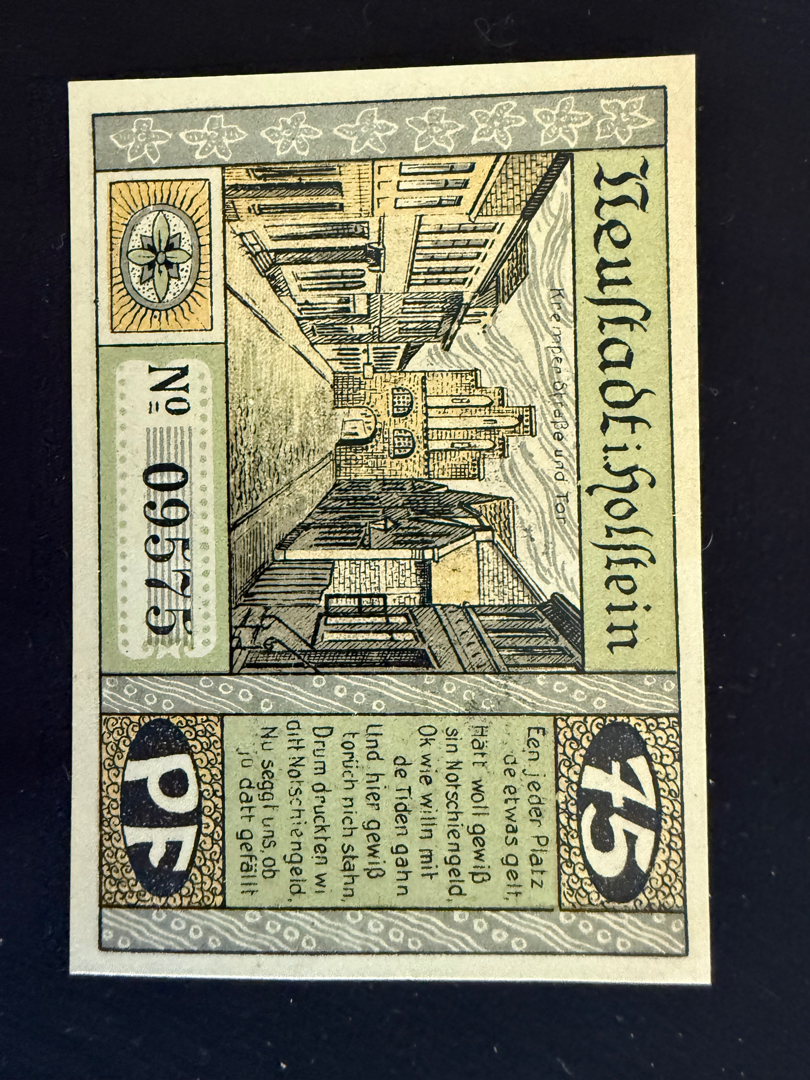 Neustadt i. Holstein
Kremper Straße und Tor
No 09575
75
Een jeder Platz
de etwas gelt,
Hätt woll gewiß
sin Notschiengeld,
Ok wie willn mit
de Tiden gahn
Und hier gewiß
torüch nich stahn,
Drum druckten wi
ditt Notschiengeld,
Nu seggt uns, ob
ju datt gefällt
PF